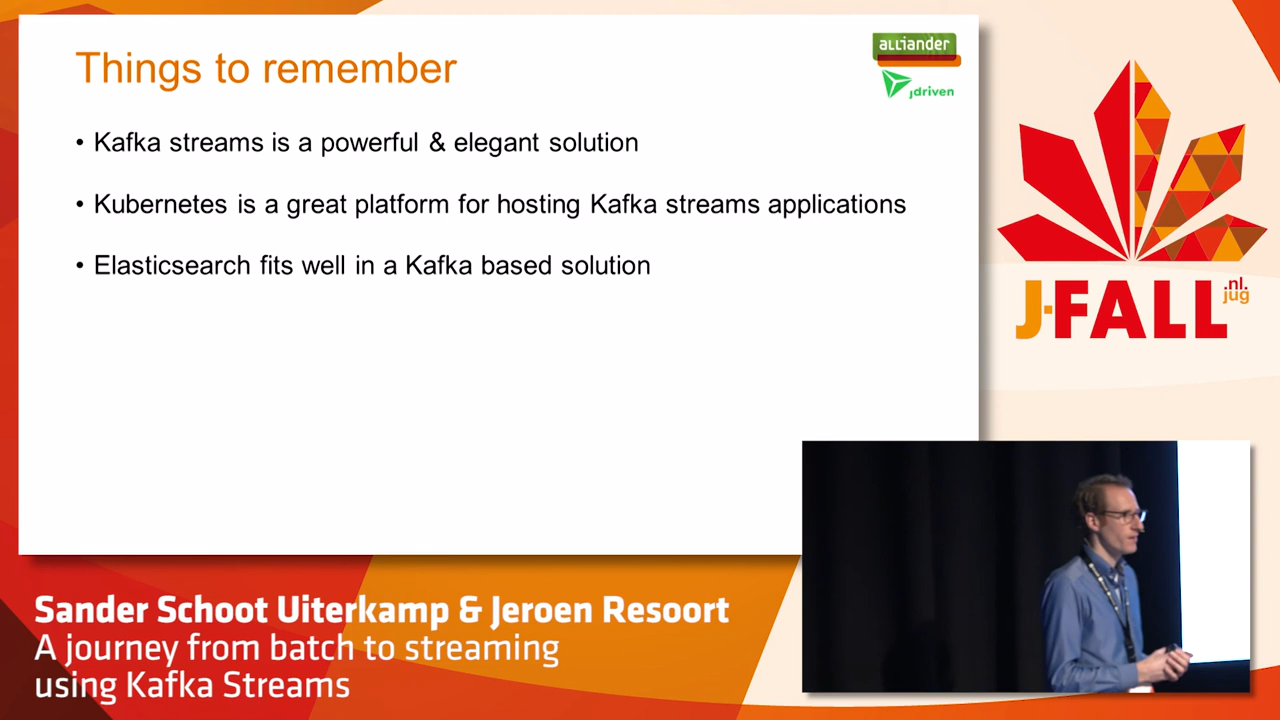 Things to remember
alliander
jdriven
• Kafka streams is a powerful & elegant solution
• Kubernetes is a great platform for hosting Kafka streams applications
• Elasticsearch fits well in a Kafka based solution
J-FALL
.nl.
jug
Sander Schoot Uiterkamp & Jeroen Resoort
A journey from batch to streaming
using Kafka Streams